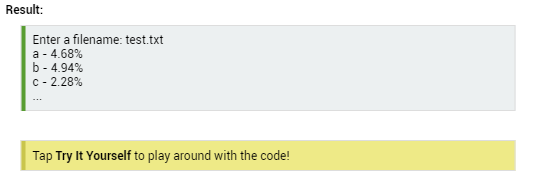 Result:
Enter a filename: test.txt
a - 4.68%
b - 4.94%
c - 2.28%
...
Tap Try It Yourself to play around with the code!